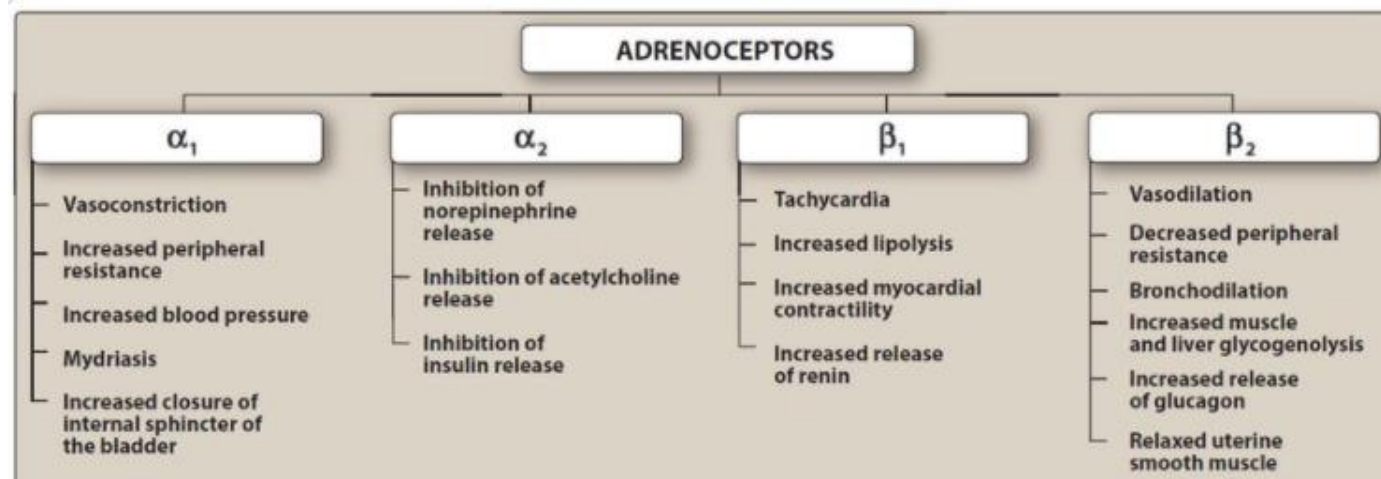 ADRENOCEPTORS
α₁
Vasoconstriction
Increased peripheral
resistance
Increased blood pressure
Mydriasis
Increased closure of
internal sphincter of
the bladder
α₂
Inhibition of
norepinephrine
release
Inhibition of acetylcholine
release
Inhibition of
insulin release
β₁
Tachycardia
Increased lipolysis
Increased myocardial
contractility
Increased release
of renin
β₂
Vasodilation
Decreased peripheral
resistance
Bronchodilation
Increased muscle
and liver glycogenolysis
Increased release
of glucagon
Relaxed uterine
smooth muscle